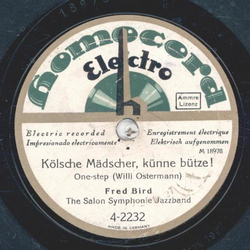 Homocord
Electro
Ammre
Lizenz
Electric recorded
Impresionado electricamente
Enregistrement électrique
Elektrisch aufgenommen
M 18978
Kölsche Mädscher, künne bütze!
One-step (Willi Ostermann)
Fred Bird
The Salon Symphonie Jazzband
4-2232
MADE IN GERMANY